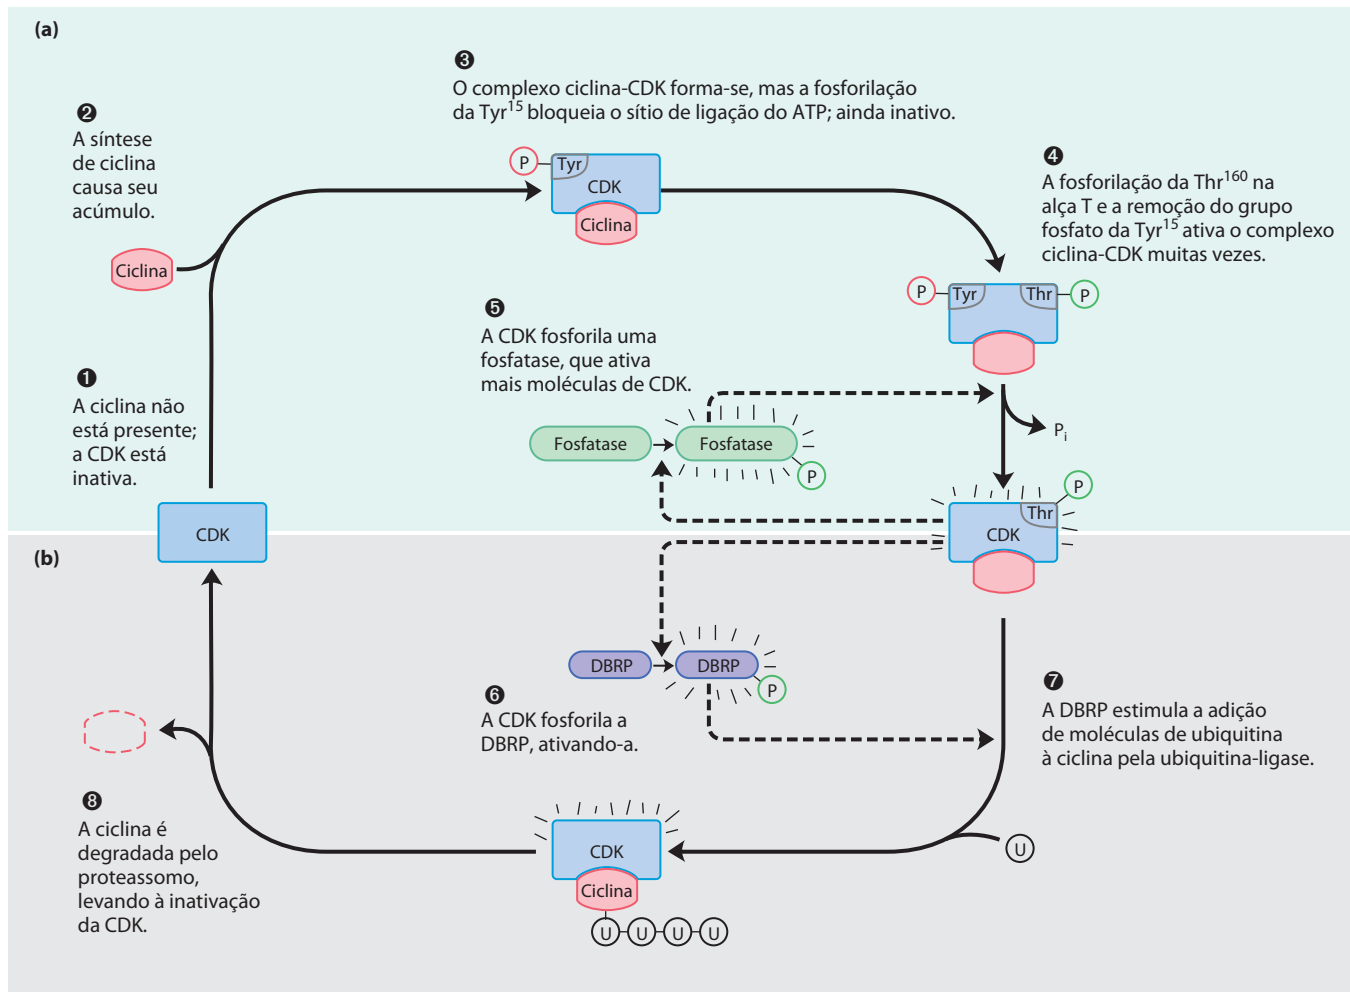 (a)
❸
O complexo ciclina-CDK forma-se, mas a fosforilação
da Tyr15 bloqueia o sítio de ligação do ATP; ainda inativo.
❷
A síntese
de ciclina
causa seu
acúmulo.
Ciclina
P
Tyr
CDK
Ciclina
❹
A fosforilação da Thr160 na
alça T e a remoção do grupo
fosfato da Tyr15 ativa o complexo
ciclina-CDK muitas vezes.
P
Tyr
Thr
P
❺
A CDK fosforila uma
fosfatase, que ativa
mais moléculas de CDK.
Fosfatase
Fosfatase
P
Pi
❶
A ciclina não
está presente;
a CDK está
inativa.
CDK
P
Thr
CDK
(b)
DBRP
DBRP
P
❻
A CDK fosforila a
DBRP, ativando-a.
❼
A DBRP estimula a adição
de moléculas de ubiquitina
à ciclina pela ubiquitina-ligase.
U
❽
A ciclina é
degradada pelo
proteassomo,
levando à inativação
da CDK.
CDK
Ciclina
U U U U